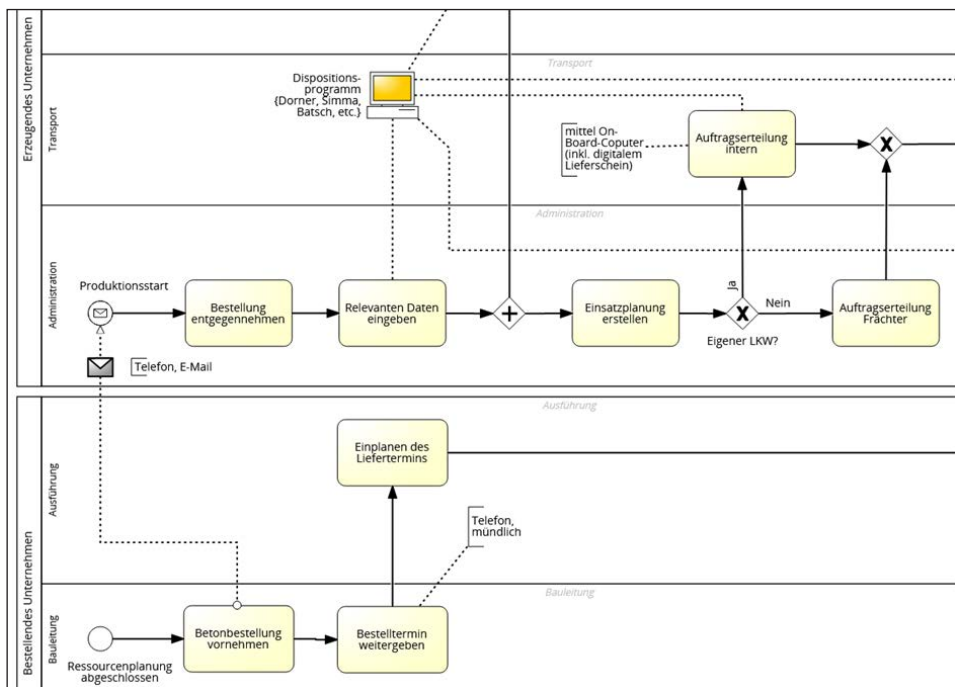 Erzeugendes Unternehmen
Transport
Transport
Dispositions-
programm
{Dorner, Simma,
Batsch, etc.}
mittel On-
Board-Coputer
(inkl. digitalem
Lieferschein)
Auftragserteilung
intern
X
Administration
Administration
Produktionsstart
Bestellung
entgegennehmen
Relevanten Daten
eingeben
Einsatzplanung
erstellen
Ja
X
Nein
Eigener LKW?
Auftragserteilung
Frächter
Telefon, E-Mail
Bestellendes Unternehmen
Ausführung
Ausführung
Einplanen des
Liefertermins
Telefon,
mündlich
Bauleitung
Bauleitung
Ressourcenplanung
abgeschlossen
Betonbestellung
vornehmen
Bestelltermin
weitergeben